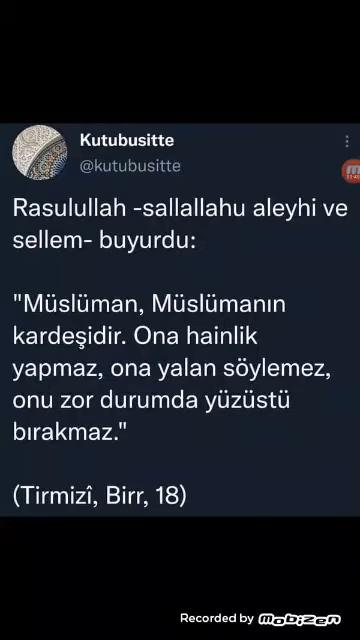 Kutubusitte
@kutubusitte
Rasulullah -sallallahu aleyhi ve
sellem- buyurdu:
"Müslüman, Müslümanın
kardeşidir. Ona hainlik
yapmaz, ona yalan söylemez,
onu zor durumda yüzüstü
bırakmaz."
(Tirmizî, Birr, 18)
Recorded by Mobizen